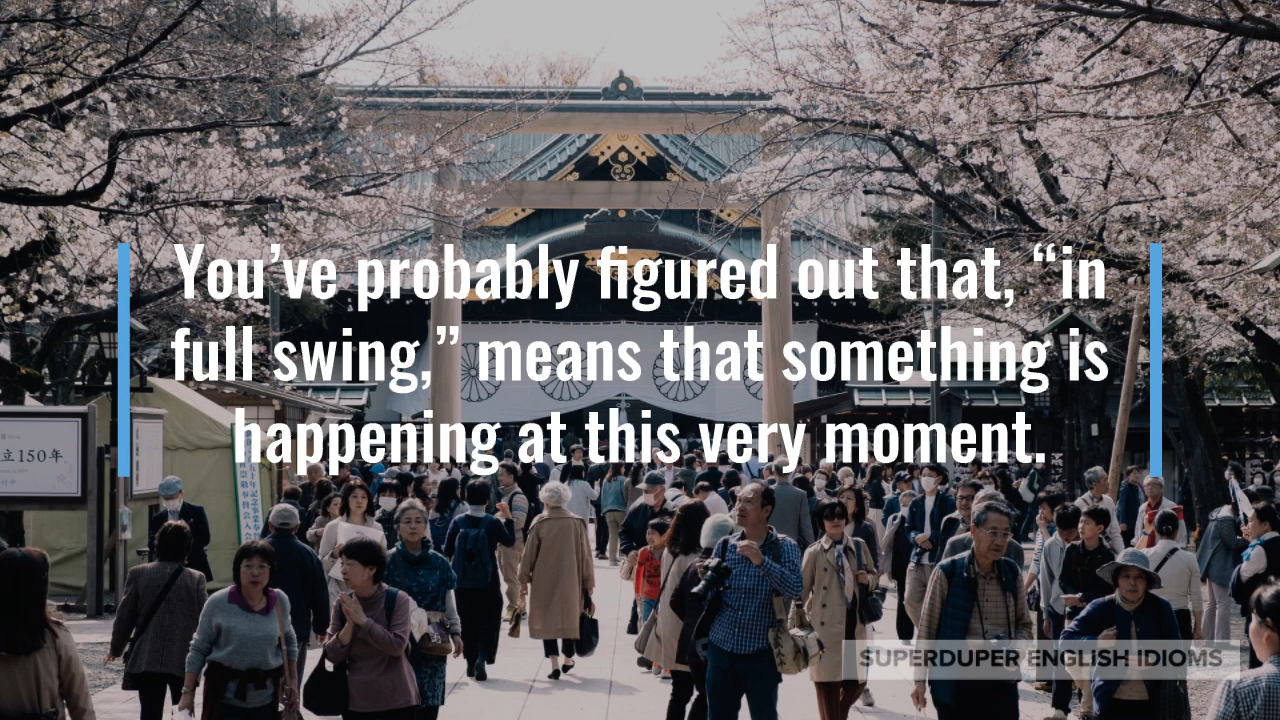 You’ve probably figured out that, “in
full swing,” means that something is
happening at this very moment.
立150年
SUPERDUPER ENGLISH IDIOMS